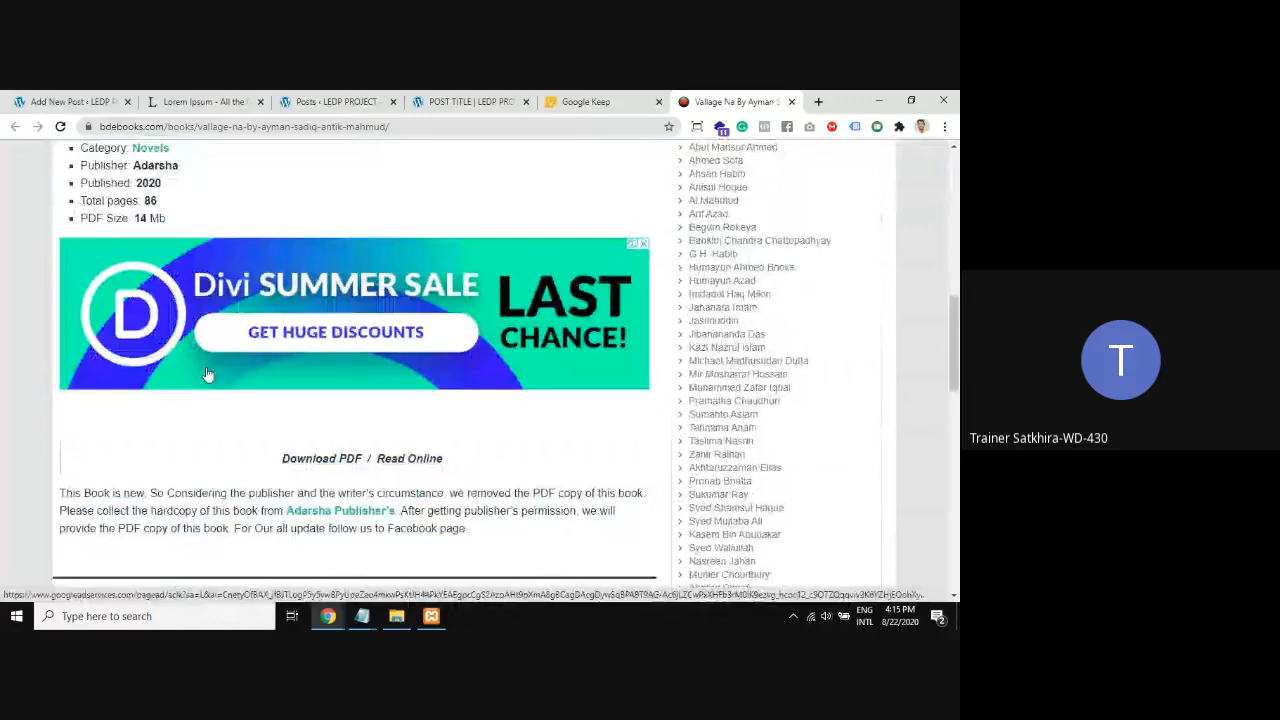 Add New Post ‹ LEDP P
Lorem Ipsum - All the
Posts ‹ LEDP PROJECT
POST TITLE | LEDP PRO
Google Keep
Vallage Na By Ayman S
bdebooks.com/books/vallage-na-by-ayman-sadiq-antik-mahmud/
11
Category: Novels
Publisher: Adarsha
Published: 2020
Total pages: 86
PDF Size: 14 Mb
D
Divi SUMMER SALE
GET HUGE DISCOUNTS
LAST
CHANCE!
Download PDF / Read Online
This Book is new, So Considering the publisher and the writer's circumstance, we removed the PDF copy of this book.
Please collect the hardcopy of this book from Adarsha Publisher's. After getting publisher's permission, we will
provide the PDF copy of this book. For Our all update follow us to Facebook page
Abul Mansur Ahmed
Ahmed Sofa
Ahsan Habib
Anisul Hoque
Al Mahmud
Arif Azad
Begum Rokeya
Bankim Chandra Chattopadhyay
G H Habib
Humayun Ahmed Books
Humayun Azad
Imdadul Haq Milon
Jahanara Imam
Jasimuddin
Jibanananda Das
Kazi Nazrul Islam
Michael Madhusudan Dutta
Mir Mosharraf Hossain
Muhammed Zafar Iqbal
Pramatha Chaudhuri
Sumanto Aslam
Tahmima Anam
Taslima Nasrin
Zahir Raihan
Akhtaruzzaman Elias
Pronab Bhatta
Sukumar Ray
Syed Shamsul Haque
Syed Mujtaba Ali
Kasem Bin Abubakar
Syed Waliullah
Nasreen Jahan
Munier Choudhury
Type here to search
ENG
INTL
4:15 PM
8/22/2020
2
T
Trainer Satkhira-WD-430